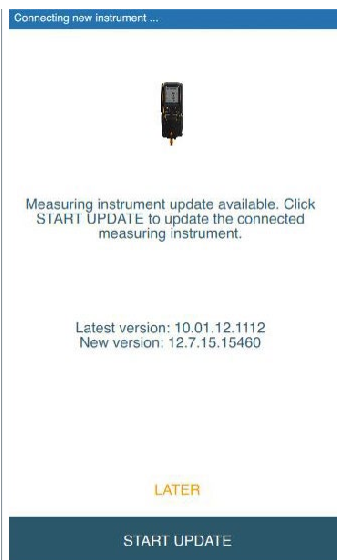 Connecting new instrument ...
Measuring instrument update available. Click
START UPDATE to update the connected
measuring instrument.
Latest version: 10.01.12.1112
New version: 12.7.15.15460
LATER
START UPDATE